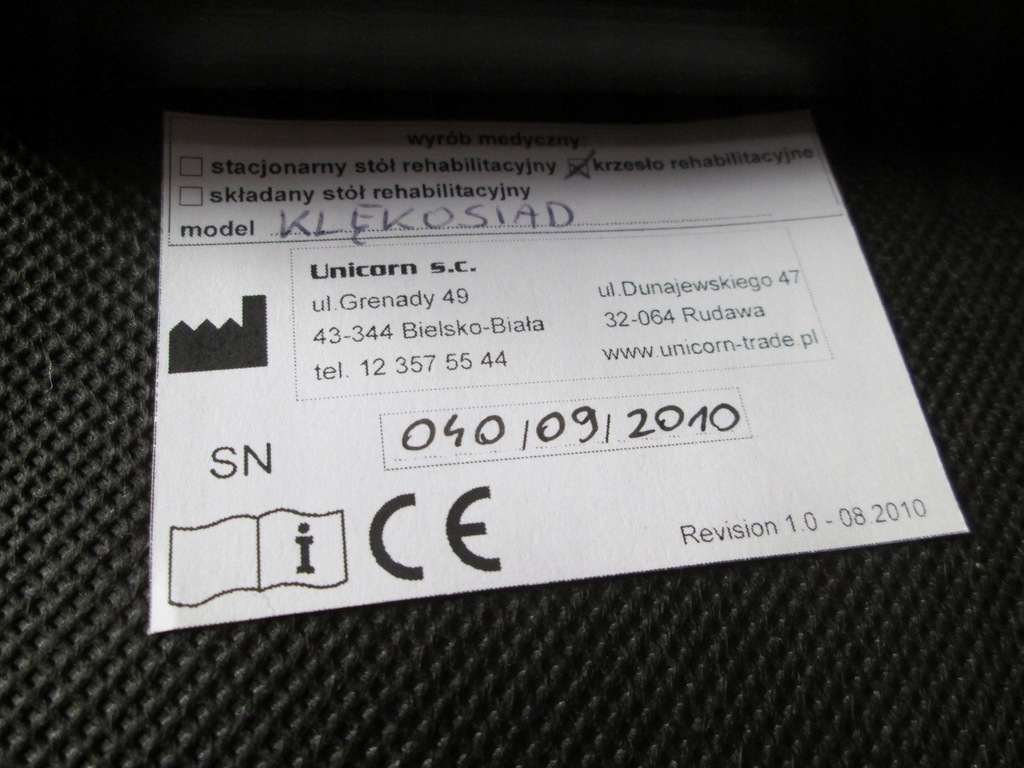 wyrób medyczny:
stacjonarny stół rehabilitacyjny krzesło rehabilitacyjne
składany stół rehabilitacyjny
model KLĘKOSIAD
Unicorn s.c.
ul.Grenady 49
43-344 Bielsko-Biała
tel. 12 357 55 44
ul.Dunajewskiego 47
32-064 Rudawa
www.unicorn-trade.pl
SN 040/09/2010
i CE
Revision 1.0 - 08.2010